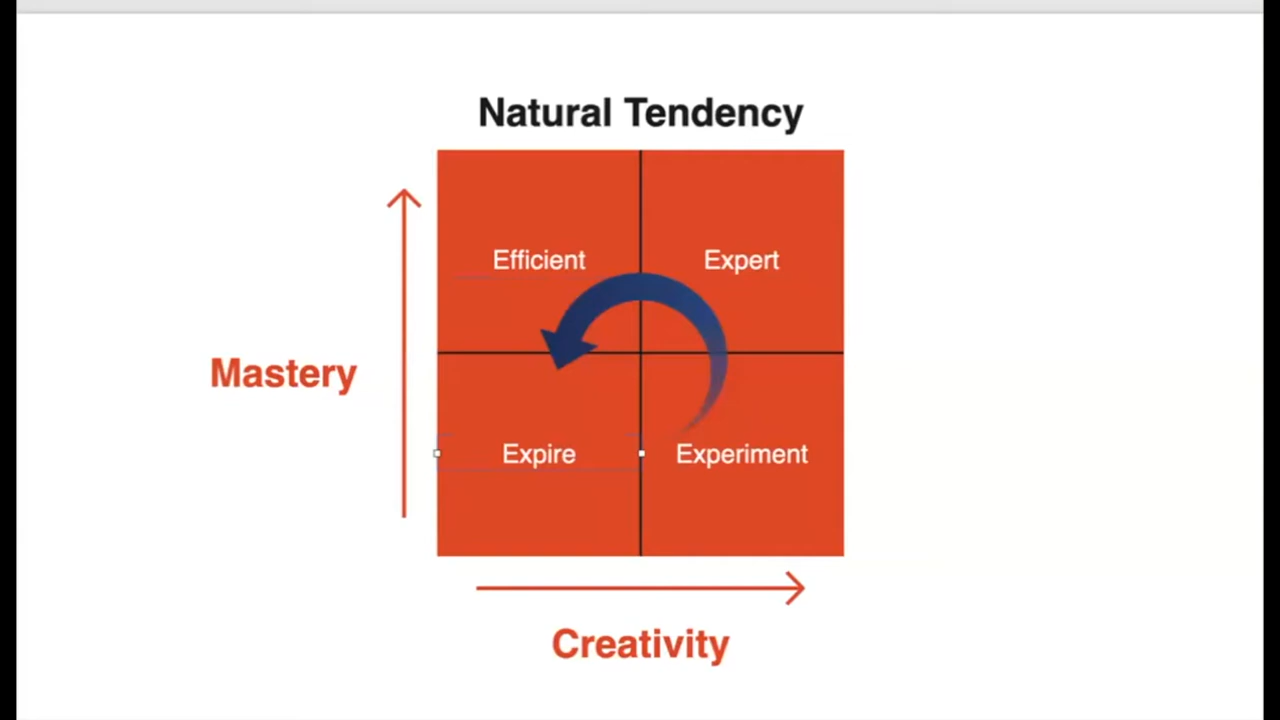 Natural Tendency
Efficient
Expert
Mastery
Expire
Experiment
Creativity